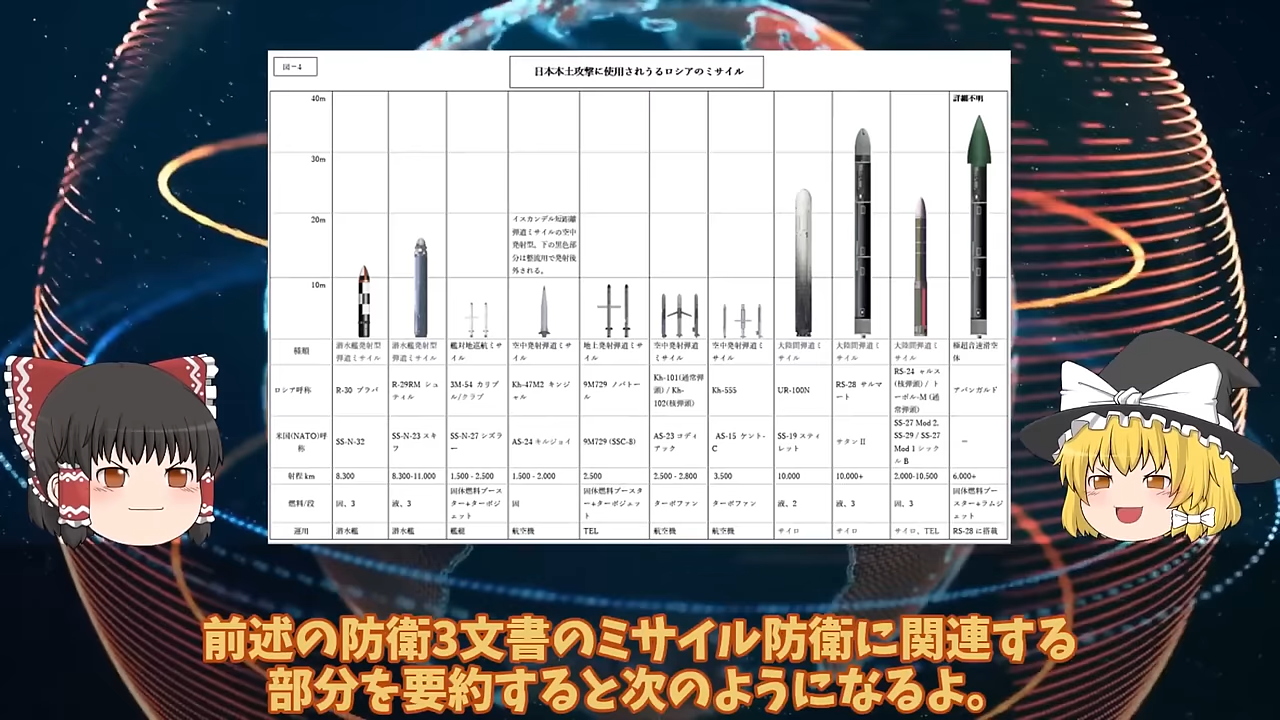 図－4
日本本土攻撃に使用されうるロシアのミサイル
40m
詳細不明
30m
20m
イスカンデル短距離
弾道ミサイルの空中
発射型。下の黒色部
分は整流用で発射後
外される。
10m
種類
潜水艦発射型
弾道ミサイル
潜水艦発射型
弾道ミサイル
艦対地巡航ミサ
イル
空中発射弾道ミ
サイル
地上発射弾道ミ
サイル
空中発射弾道
ミサイル
空中発射弾道ミ
サイル
大陸間弾道ミ
サイル
大陸間弾道ミ
サイル
大陸間弾道ミ
サイル
極超音速滑空
体
ロシア呼称
R-30 ブラバ
R-29RM シュ
ティル
3M-54 カリブ
ル/クラブ
Kh-47M2 キンジ
ャル
9M729 ノバトー
ル
Kh-101(通常弾
頭) / Kh-
102(核弾頭)
Kh-555
UR-100N
RS-28 サルマ
ート
RS-24 ヤルス
(核弾頭) / ト
ーポル-M (通
常弾頭)
アバンガルド
米国(NATO)呼
称
SS-N-32
SS-N-23 スキ
フ
SS-N-27 シズラ
ー
AS-24 キルジョイ
9M729 (SSC-8)
AS-23 コディ
アック
AS-15 ケント-
C
SS-19 スティ
レット
サタンⅡ
SS-27 Mod 2,
SS-29 / SS-27
Mod 1 シック
ル B
－
射程 km
8.300
8.300-11.000
1.500 - 2.500
1.500 - 2.000
2.500
2.500 - 2.800
3.500
10.000
10.000+
2.000-10.500
6.000+
燃料/段
固、3
液、3
固体燃料ブース
ター+ターボジ
ェット
固
固体燃料ブースタ
ー+ターボジェッ
ト
ターボファン
ターボファン
液、2
液、3
固、3
固体燃料ブー
スター+ラムジ
ェット
運用
潜水艦
潜水艦
艦艇
航空機
TEL
航空機
航空機
サイロ
サイロ
サイロ、TEL
RS-28 に搭載
前述の防衛3文書のミサイル防衛に関連する
部分を要約すると次のようになるよ。